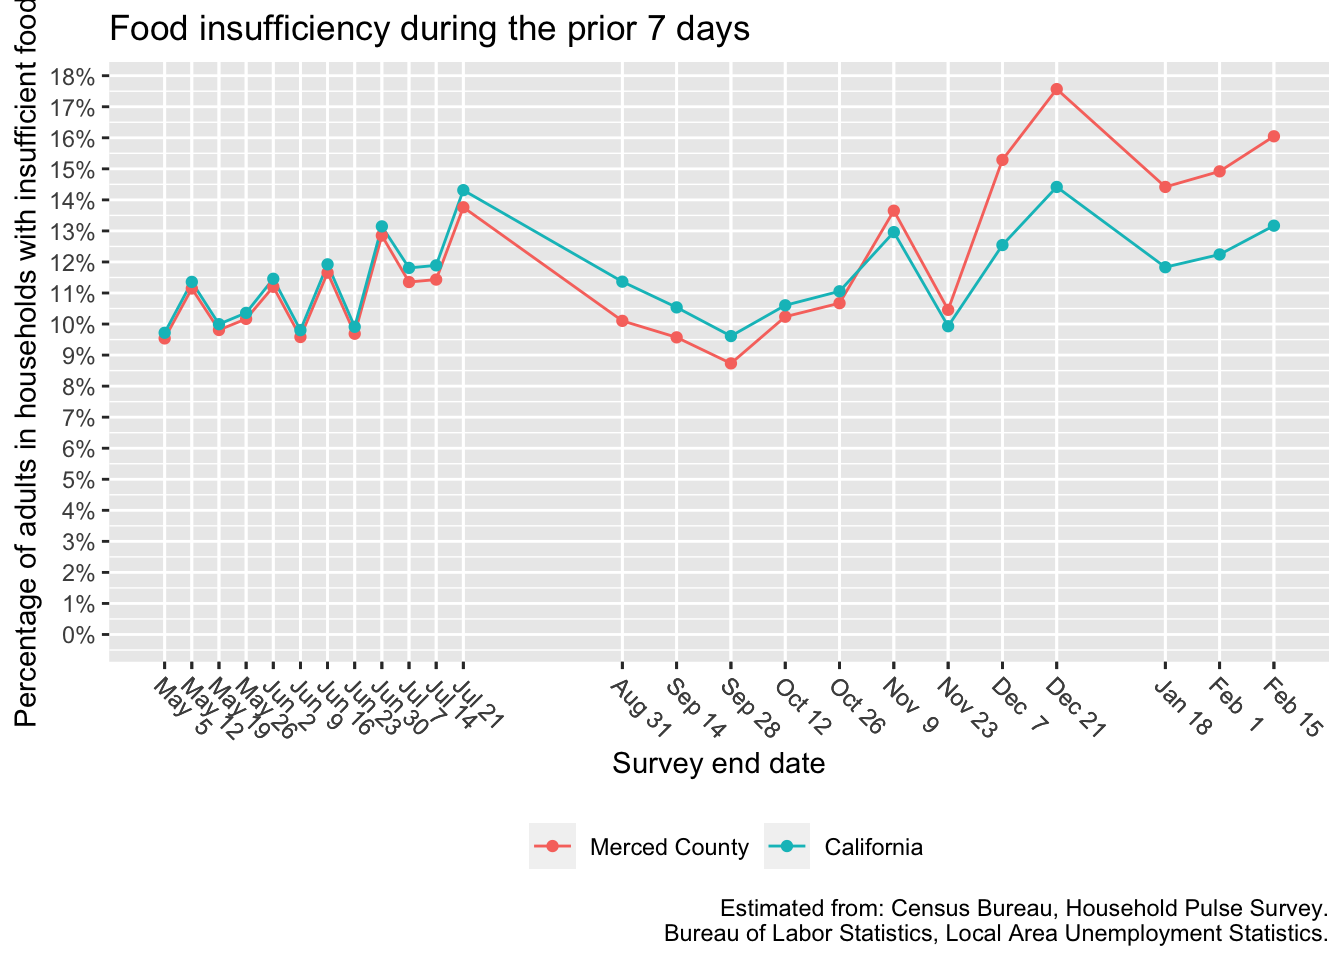 Food insufficiency during the prior 7 days
Percentage of adults in households with insufficient food
18%
17%
16%
15%
14%
13%
12%
11%
10%
9%
8%
7%
6%
5%
4%
3%
2%
1%
0%
May 5
May 12
May 19
May 26
Jun 2
Jun 9
Jun 16
Jun 23
Jun 30
Jul 7
Jul 14
Jul 21
Aug 31
Sep 14
Sep 28
Oct 12
Oct 26
Nov 9
Nov 23
Dec 7
Dec 21
Jan 18
Feb 1
Feb 15
Survey end date
Merced County
California
Estimated from: Census Bureau, Household Pulse Survey.
Bureau of Labor Statistics, Local Area Unemployment Statistics.